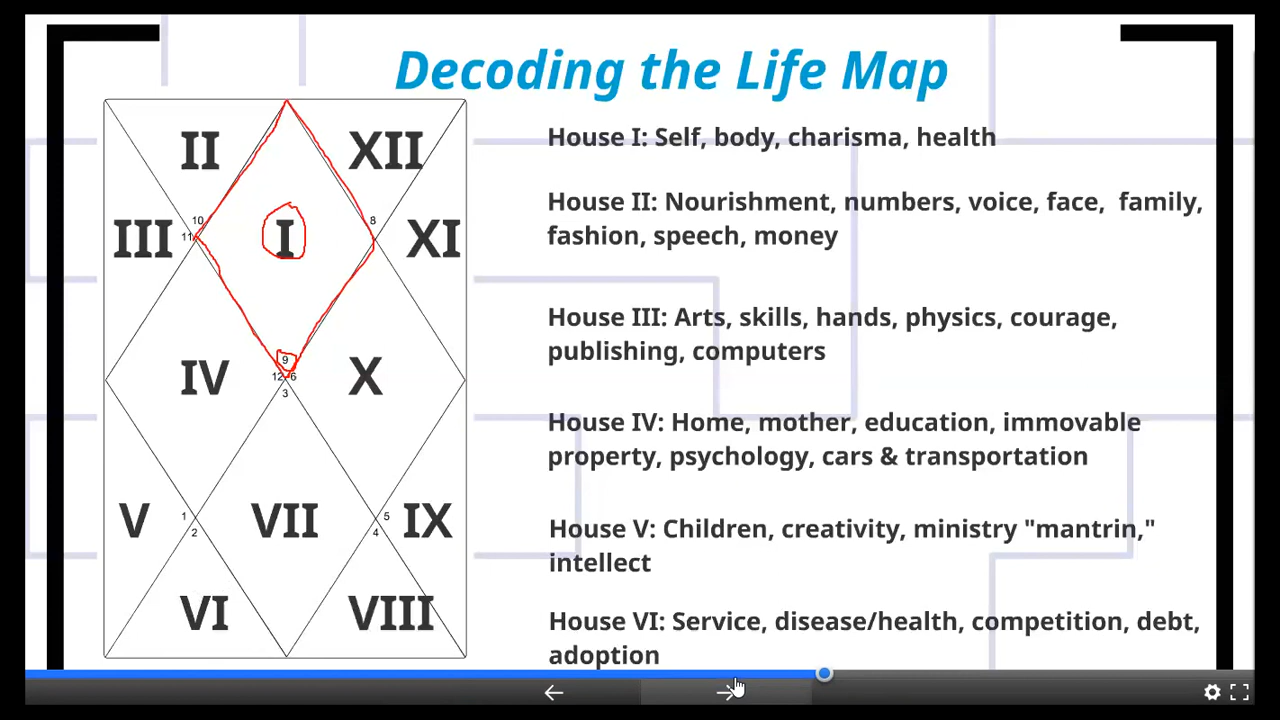 Decoding the Life Map
II
XII
I
III
XI
10
11
8
9
12
6
3
IV
X
V
VII
IX
1
2
5
4
VI
VIII
House I: Self, body, charisma, health
House II: Nourishment, numbers, voice, face, family,
fashion, speech, money
House III: Arts, skills, hands, physics, courage,
publishing, computers
House IV: Home, mother, education, immovable
property, psychology, cars & transportation
House V: Children, creativity, ministry "mantrin,"
intellect
House VI: Service, disease/health, competition, debt,
adoption